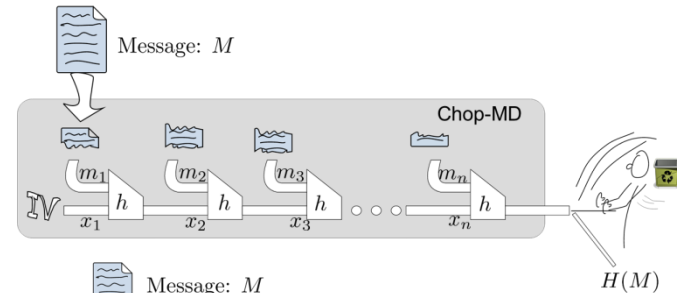 Message: M
Chop-MD
m₁ m₂ m₃ mₙ
IV h h h h
x₁ x₂ x₃ xₙ
H(M)
Message: M